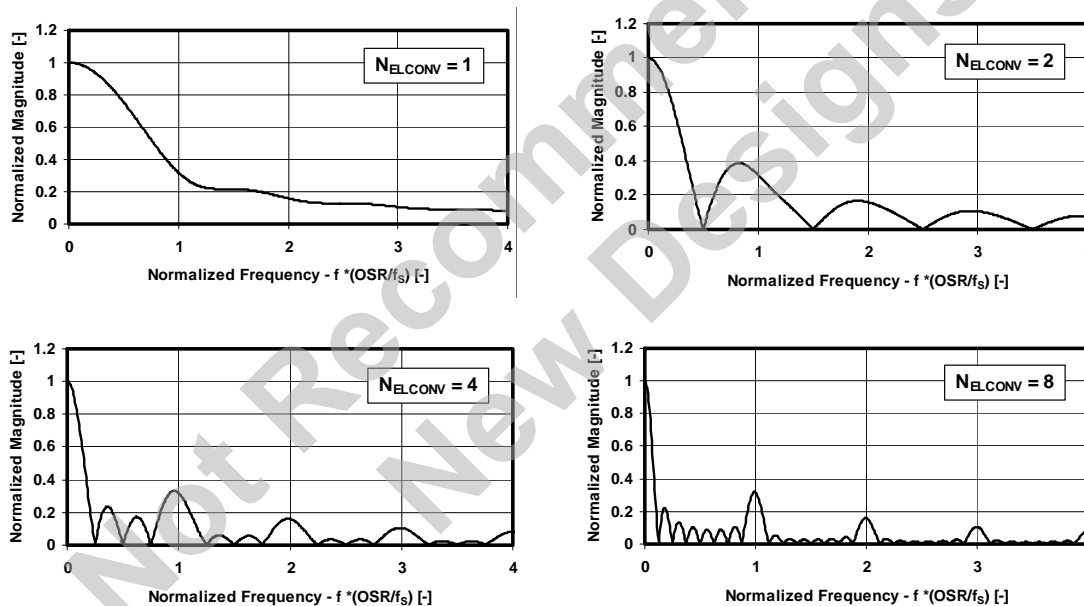 Not Recommen
New Designs
Normalized Magnitude [-]
1.2
1
0.8
0.6
0.4
0.2
0
N_ELCONV = 1
0 1 2 3 4
Normalized Frequency - f *(OSR/f_S) [-]
Normalized Magnitude [-]
1.2
1
0.8
0.6
0.4
0.2
0
N_ELCONV = 2
0 1 2 3
Normalized Frequency - f *(OSR/f_S) [-]
Normalized Magnitude [-]
1.2
1
0.8
0.6
0.4
0.2
0
N_ELCONV = 4
0 1 2 3 4
Normalized Frequency - f *(OSR/f_S) [-]
Normalized Magnitude [-]
1.2
1
0.8
0.6
0.4
0.2
0
N_ELCONV = 8
0 1 2 3
Normalized Frequency - f *(OSR/f_S) [-]